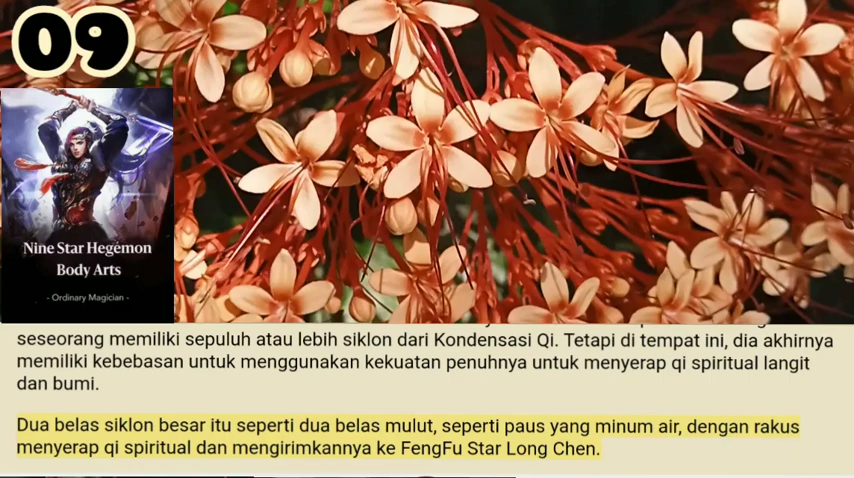 09
Nine Star Hegemon
Body Arts
- Ordinary Magician -
seseorang memiliki sepuluh atau lebih siklon dari Kondensasi Qi. Tetapi di tempat ini, dia akhirnya
memiliki kebebasan untuk menggunakan kekuatan penuhnya untuk menyerap qi spiritual langit
dan bumi.
Dua belas siklon besar itu seperti dua belas mulut, seperti paus yang minum air, dengan rakus
menyerap qi spiritual dan mengirimkannya ke FengFu Star Long Chen.